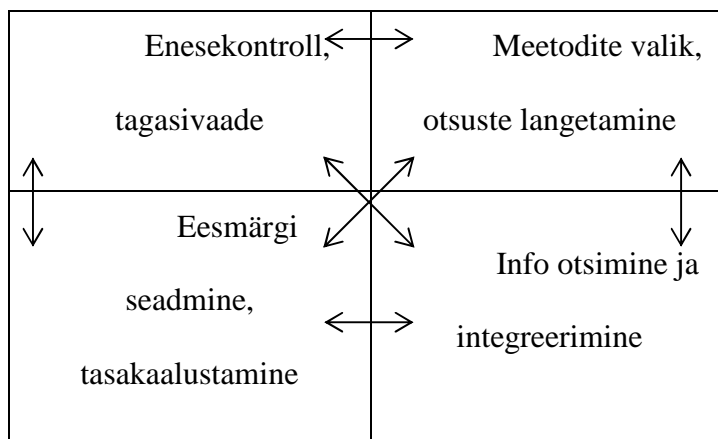 Enesekontroll,
tagasivaade
Meetodite valik,
otsuste langetamine
Eesmärgi
seadmine,
tasakaalustamine
Info otsimine ja
integreerimine